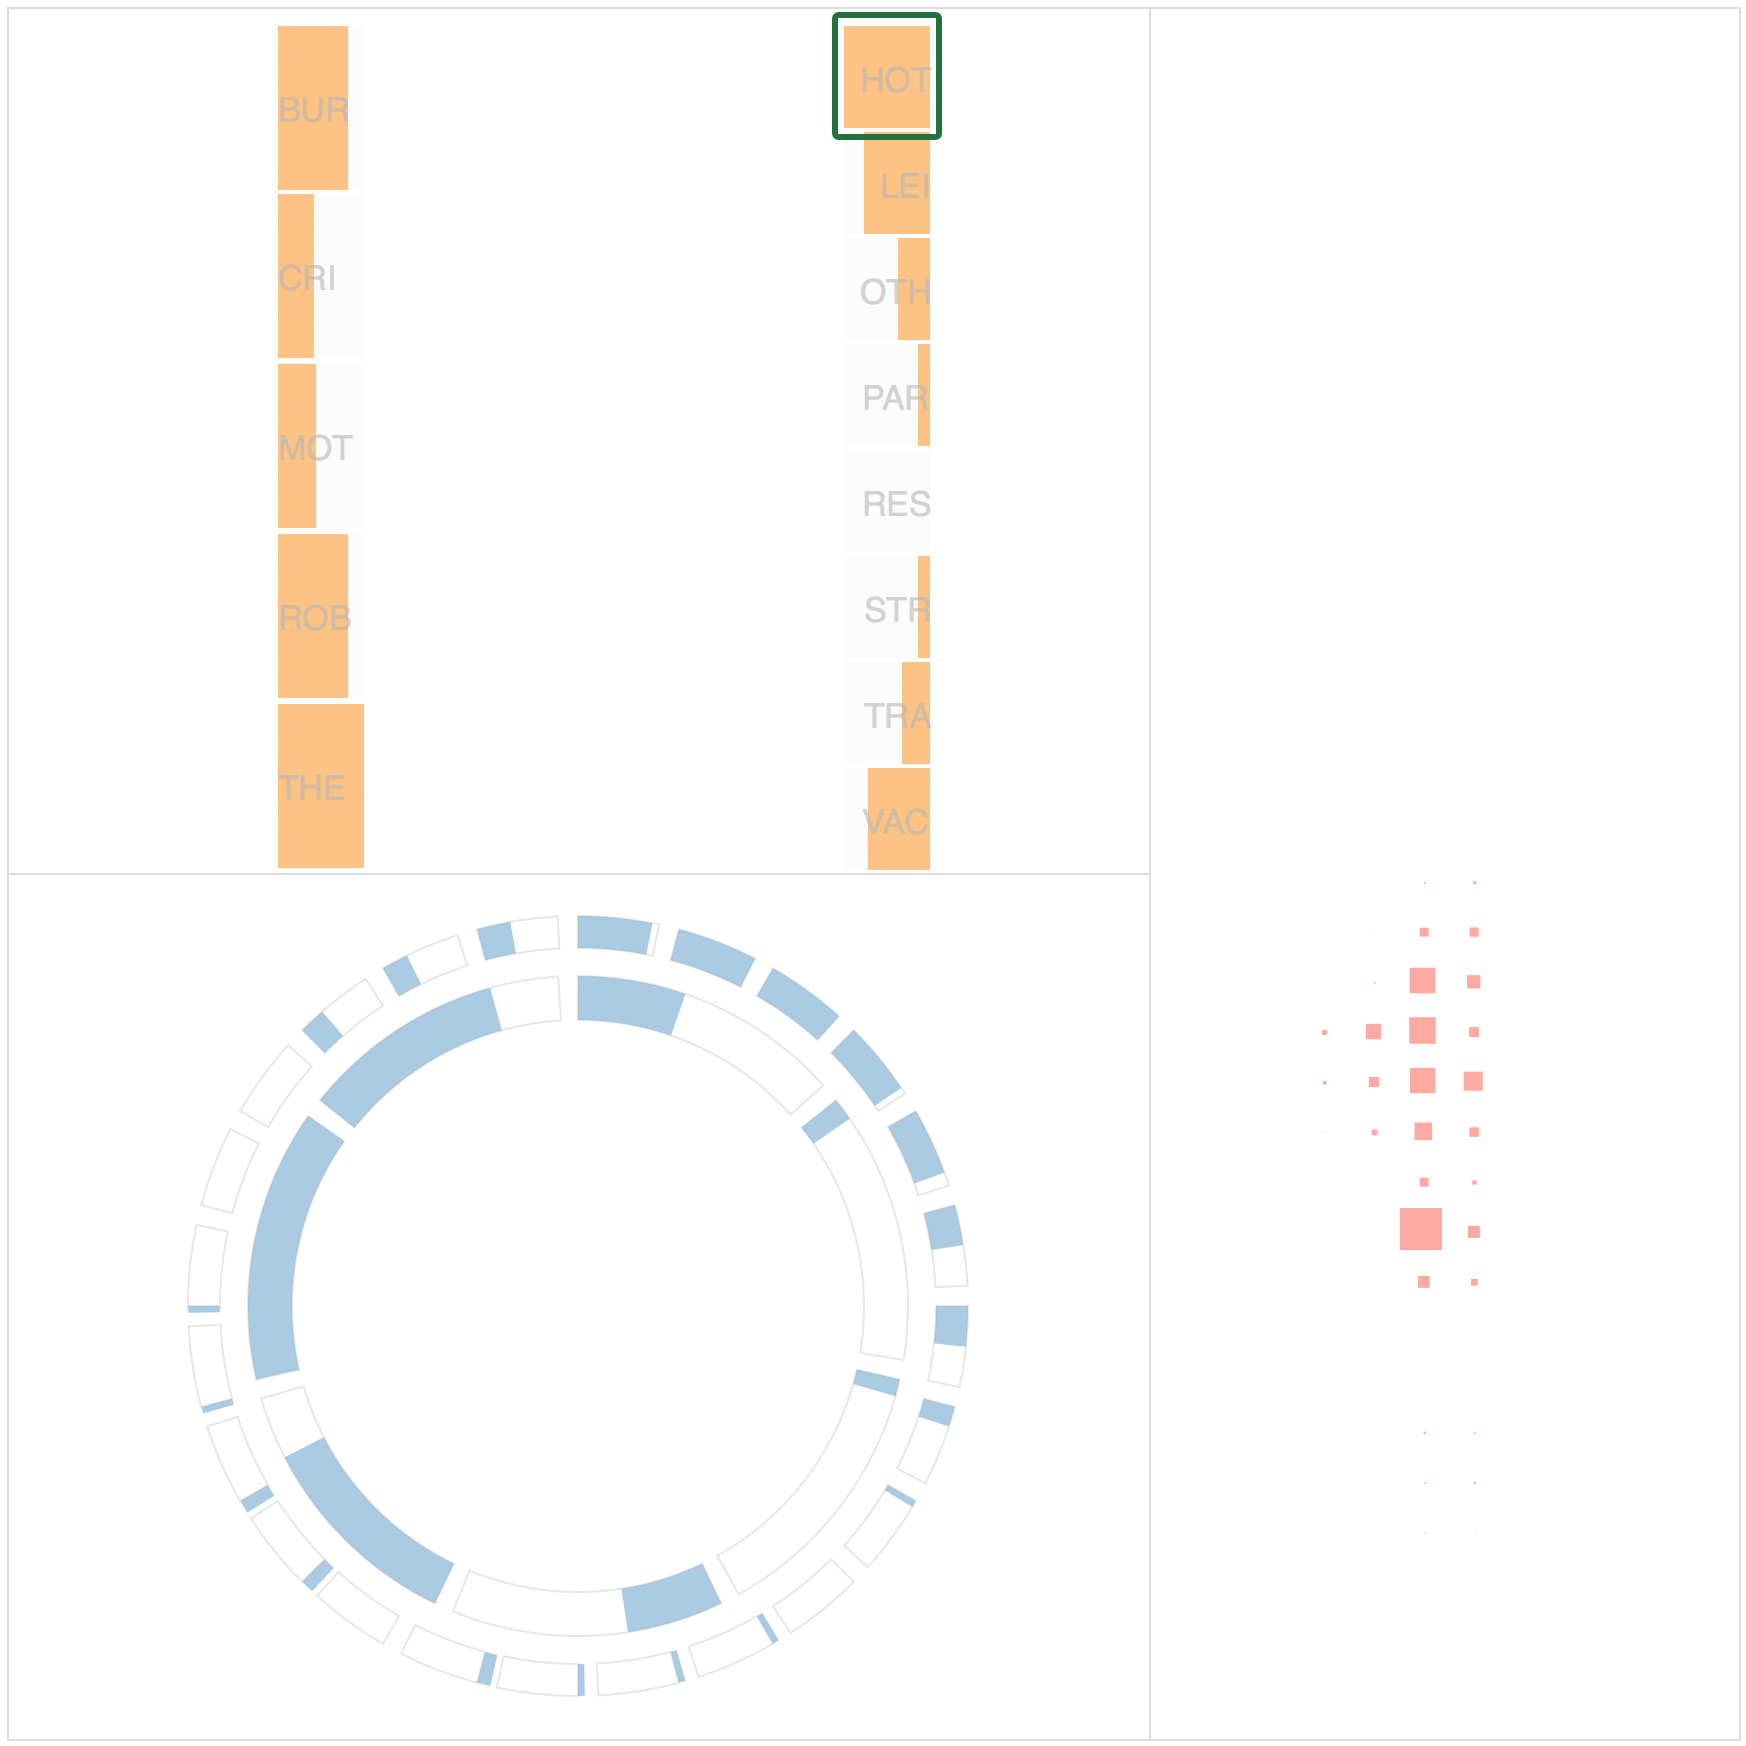 BUR
CRI
MOT
ROB
THE
HOT
LEI
OTH
PAR
RES
STR
TRA
VAC